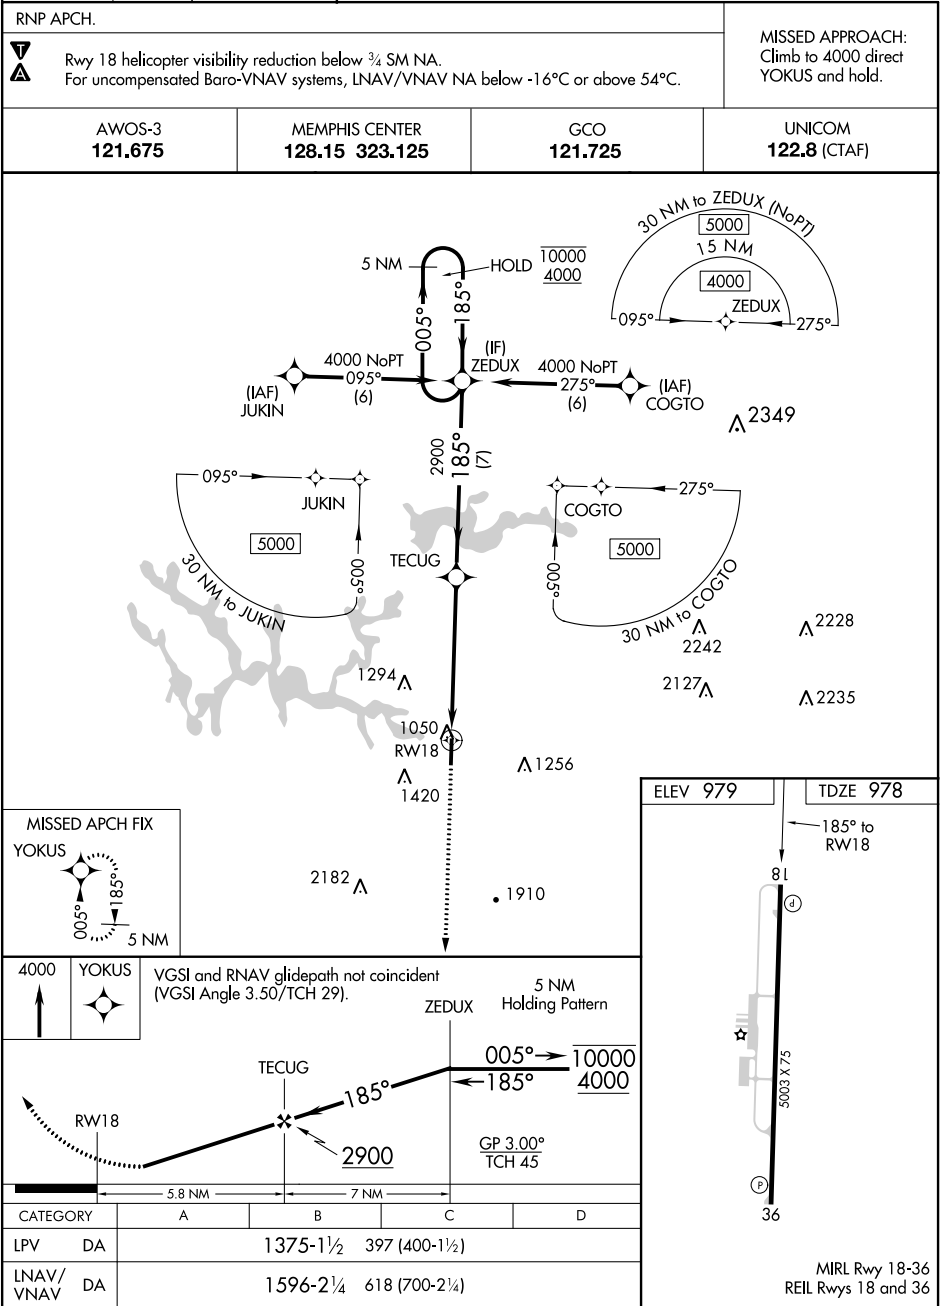 RNP APCH.
T
A
Rwy 18 helicopter visibility reduction below ¾ SM NA.
For uncompensated Baro-VNAV systems, LNAV/VNAV NA below -16°C or above 54°C.
MISSED APPROACH:
Climb to 4000 direct
YOKUS and hold.
AWOS-3
121.675
MEMPHIS CENTER
128.15 323.125
GCO
121.725
UNICOM
122.8 (CTAF)
30 NM to ZEDUX (NoPT)
5000
15 NM
4000
ZEDUX
095°
275°
5 NM
HOLD
10000
4000
005°
185°
(IF)
ZEDUX
4000 NoPT
095°
(6)
(IAF)
JUKIN
4000 NoPT
275°
(6)
(IAF)
COGTO
2349
2900
185°
(7)
095°
JUKIN
5000
005°
30 NM to JUKIN
275°
COGTO
5000
005°
30 NM to COGTO
TECUG
2228
2242
2127
2235
1294
1050
RW18
1256
1420
2182
1910
MISSED APCH FIX
YOKUS
005°
185°
5 NM
ELEV 979
TDZE 978
185° to
RW18
18
P
5003 X 75
P
36
MIRL Rwy 18-36
REIL Rwys 18 and 36
4000
YOKUS
VGSI and RNAV glidepath not coincident
(VGSI Angle 3.50/TCH 29).
5 NM
Holding Pattern
ZEDUX
005°
10000
185°
4000
TECUG
185°
RW18
2900
GP 3.00°
TCH 45
5.8 NM
7 NM
CATEGORY A B C D
LPV DA 1375-1½ 397 (400-1½)
LNAV/
VNAV DA 1596-2¼ 618 (700-2¼)